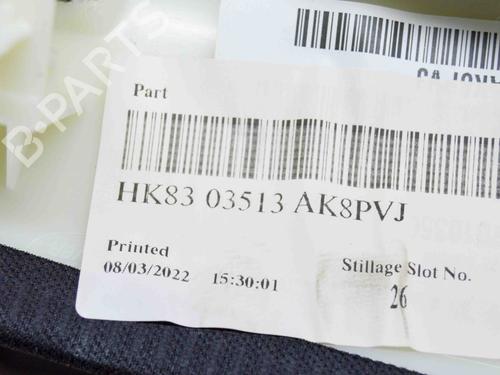 B-PARTS
Part
HK83 03513 AK8PVJ
Printed
08/03/2022 15:30:01
Stillage Slot No.
26